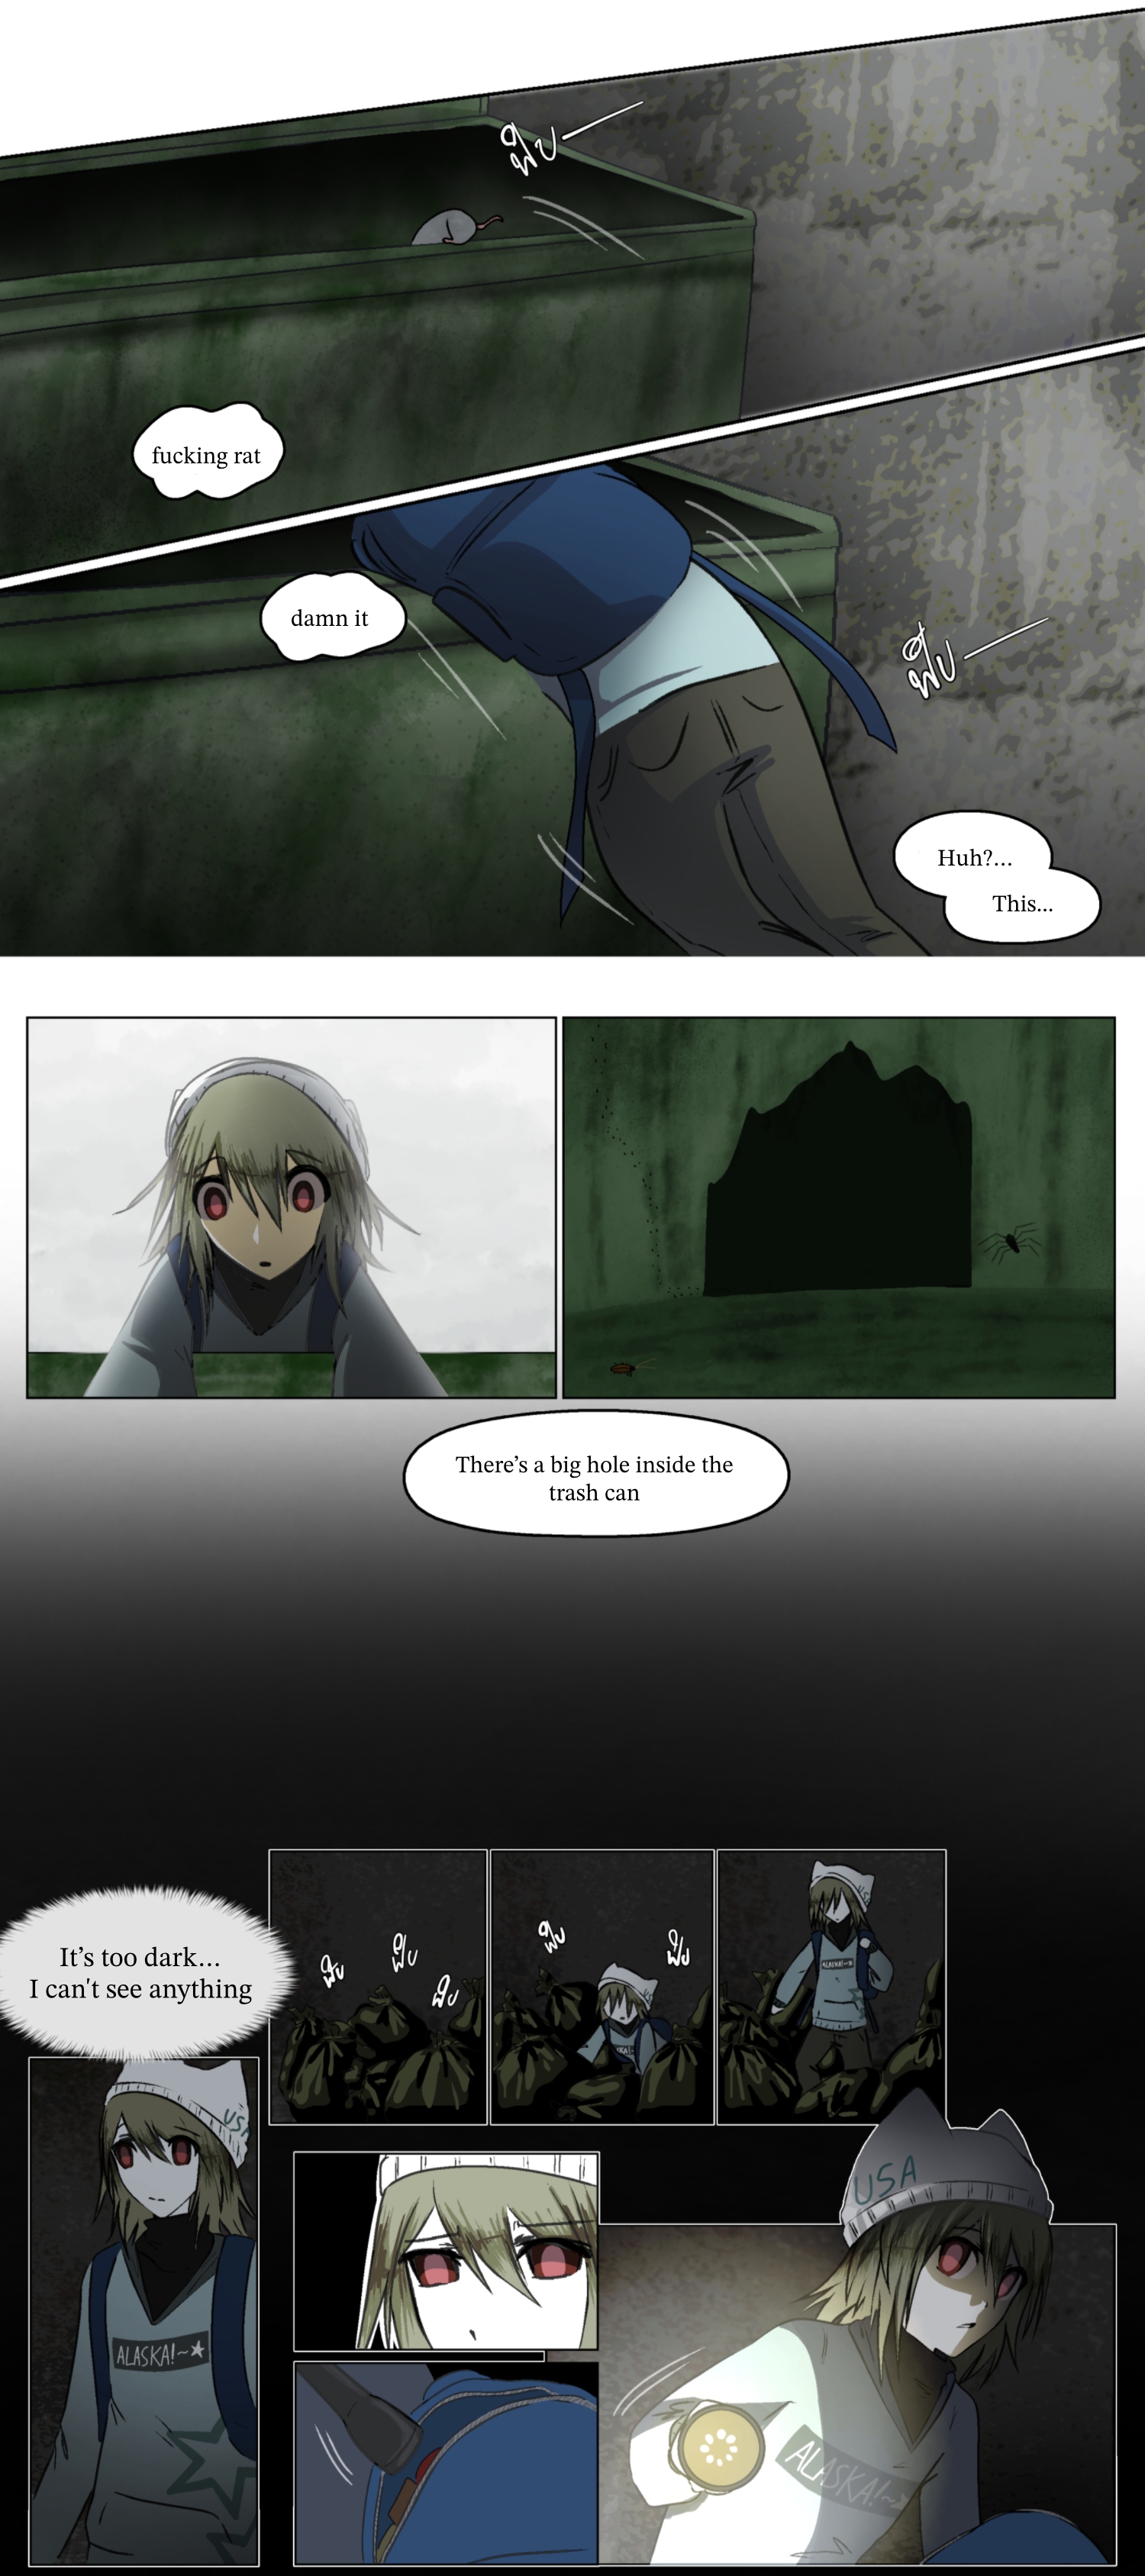 ฟึบ
fucking rat
damn it
ฟึบ
Huh?...
This...
There's a big hole inside the
trash can
It's too dark...
I can't see anything
ฟึบ
ฟึบ
ฟึบ
ฟึบ
ฟึบ
USA
ALASKA!~
USA
ALASKA!~★
USA
ALASKA!~